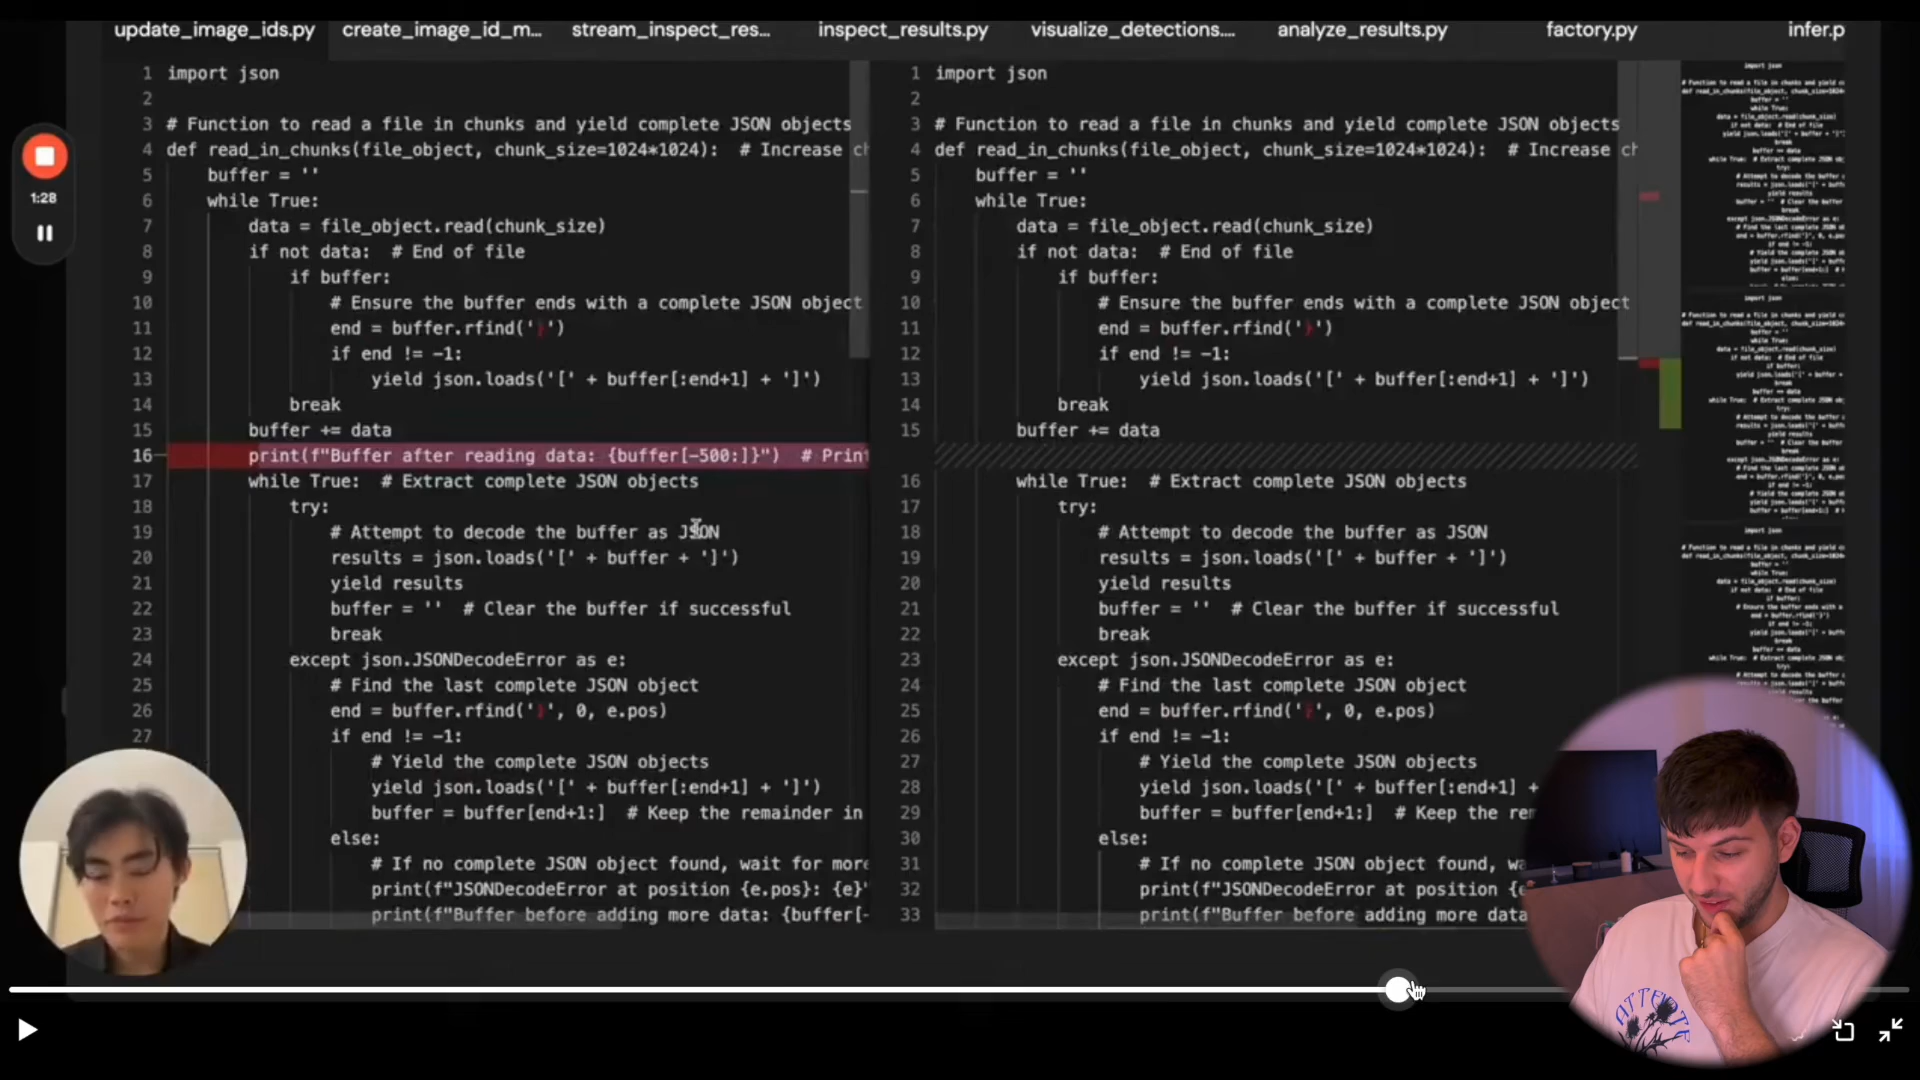 update_image_ids.py create_image_id_m... stream_inspect_res... inspect_results.py visualize_detections.... analyze_results.py factory.py infer.p
1:28
1 import json
2
3 # Function to read a file in chunks and yield complete JSON objects
4 def read_in_chunks(file_object, chunk_size=1024*1024): # Increase ch
5 buffer = ''
6 while True:
7 data = file_object.read(chunk_size)
8 if not data: # End of file
9 if buffer:
10 # Ensure the buffer ends with a complete JSON object
11 end = buffer.rfind('}')
12 if end != -1:
13 yield json.loads('[' + buffer[:end+1] + ']')
14 break
15 buffer += data
16 print(f"Buffer after reading data: {buffer[-500:]}") # Print
17 while True: # Extract complete JSON objects
18 try:
19 # Attempt to decode the buffer as JSON
20 results = json.loads('[' + buffer + ']')
21 yield results
22 buffer = '' # Clear the buffer if successful
23 break
24 except json.JSONDecodeError as e:
25 # Find the last complete JSON object
26 end = buffer.rfind('}', 0, e.pos)
27 if end != -1:
# Yield the complete JSON objects
yield json.loads('[' + buffer[:end+1] + ']')
buffer = buffer[end+1:] # Keep the remainder in
else:
# If no complete JSON object found, wait for more
print(f"JSONDecodeError at position {e.pos}: {e}"
print(f"Buffer before adding more data: {buffer[-
1 import json
2
3 # Function to read a file in chunks and yield complete JSON objects
4 def read_in_chunks(file_object, chunk_size=1024*1024): # Increase ch
5 buffer = ''
6 while True:
7 data = file_object.read(chunk_size)
8 if not data: # End of file
9 if buffer:
10 # Ensure the buffer ends with a complete JSON object
11 end = buffer.rfind('}')
12 if end != -1:
13 yield json.loads('[' + buffer[:end+1] + ']')
14 break
15 buffer += data
16 while True: # Extract complete JSON objects
17 try:
18 # Attempt to decode the buffer as JSON
19 results = json.loads('[' + buffer + ']')
20 yield results
21 buffer = '' # Clear the buffer if successful
22 break
23 except json.JSONDecodeError as e:
24 # Find the last complete JSON object
25 end = buffer.rfind('}', 0, e.pos)
26 if end != -1:
27 # Yield the complete JSON objects
28 yield json.loads('[' + buffer[:end+1] +
29 buffer = buffer[end+1:] # Keep the rem
30 else:
31 # If no complete JSON object found, wa
32 print(f"JSONDecodeError at position {e
33 print(f"Buffer before adding more data